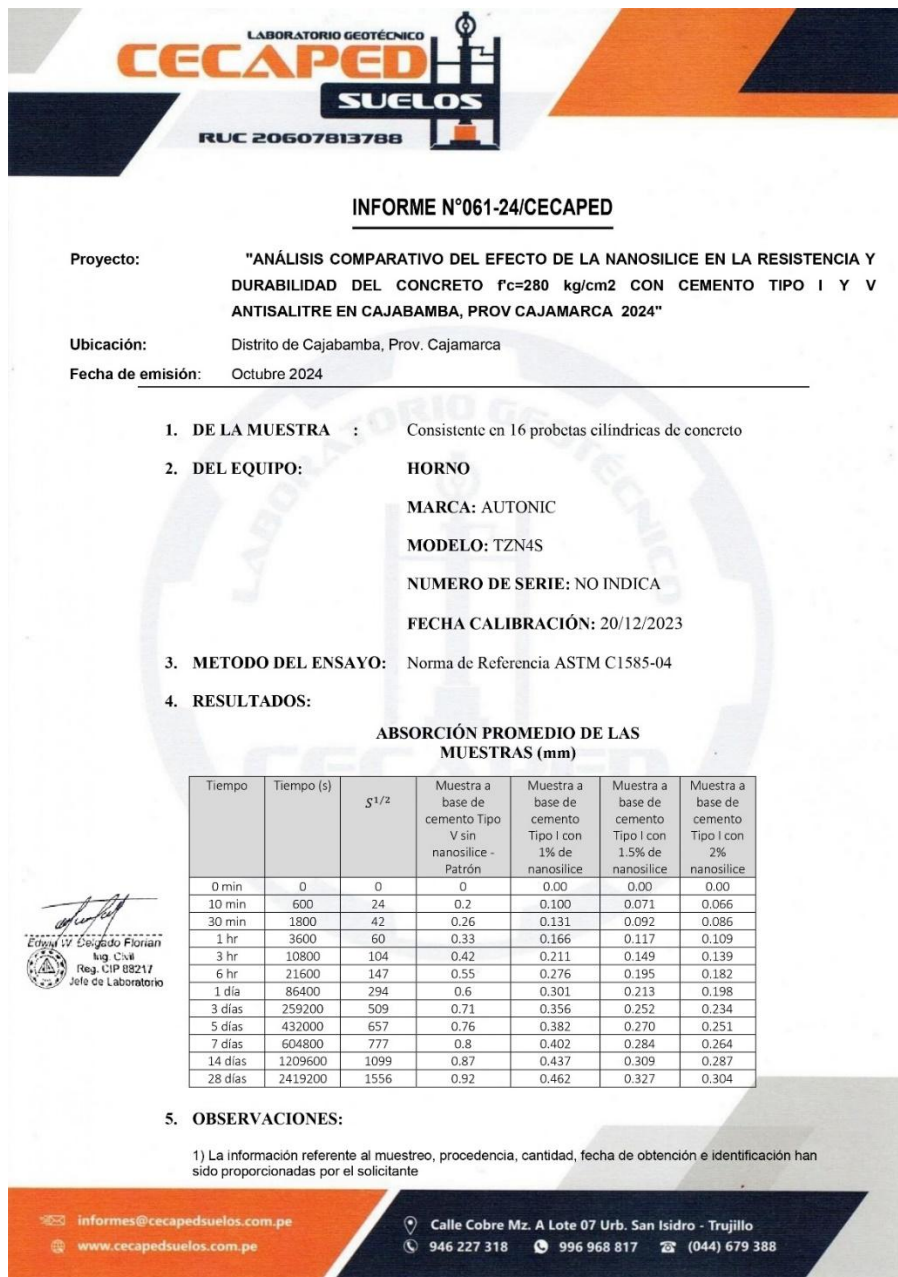 LABORATORIO GEOTÉCNICO
CECAPED
SUELOS
RUC 20607813788
INFORME N°061-24/CECAPED
Proyecto: "ANÁLISIS COMPARATIVO DEL EFECTO DE LA NANOSILICE EN LA RESISTENCIA Y
DURABILIDAD DEL CONCRETO f'c=280 kg/cm2 CON CEMENTO TIPO I Y V
ANTISALITRE EN CAJABAMBA, PROV CAJAMARCA 2024"
Ubicación: Distrito de Cajabamba, Prov. Cajamarca
Fecha de emisión: Octubre 2024
LABORATORIO GEOTÉCNICO
CECAPED
1. DE LA MUESTRA : Consistente en 16 probetas cilíndricas de concreto
2. DEL EQUIPO: HORNO
MARCA: AUTONIC
MODELO: TZN4S
NUMERO DE SERIE: NO INDICA
FECHA CALIBRACIÓN: 20/12/2023
3. METODO DEL ENSAYO: Norma de Referencia ASTM C1585-04
4. RESULTADOS:
ABSORCIÓN PROMEDIO DE LAS
MUESTRAS (mm)
Tiempo Tiempo (s) S^1/2 Muestra a base de cemento Tipo V sin nanosilice - Patrón Muestra a base de cemento Tipo I con 1% de nanosilice Muestra a base de cemento Tipo I con 1.5% de nanosilice Muestra a base de cemento Tipo I con 2% nanosilice
0 min 0 0 0 0.00 0.00 0.00
10 min 600 24 0.2 0.100 0.071 0.066
30 min 1800 42 0.26 0.131 0.092 0.086
1 hr 3600 60 0.33 0.166 0.117 0.109
3 hr 10800 104 0.42 0.211 0.149 0.139
6 hr 21600 147 0.55 0.276 0.195 0.182
1 día 86400 294 0.6 0.301 0.213 0.198
3 días 259200 509 0.71 0.356 0.252 0.234
5 días 432000 657 0.76 0.382 0.270 0.251
7 días 604800 777 0.8 0.402 0.284 0.264
14 días 1209600 1099 0.87 0.437 0.309 0.287
28 días 2419200 1556 0.92 0.462 0.327 0.304
Edwin W Delgado Florian
Ing. Civil
Reg. CIP 88217
Jefe de Laboratorio
5. OBSERVACIONES:
1) La información referente al muestreo, procedencia, cantidad, fecha de obtención e identificación han
sido proporcionadas por el solicitante
informes@cecapedsuelos.com.pe
www.cecapedsuelos.com.pe
Calle Cobre Mz. A Lote 07 Urb. San Isidro - Trujillo
946 227 318 996 968 817 (044) 679 388